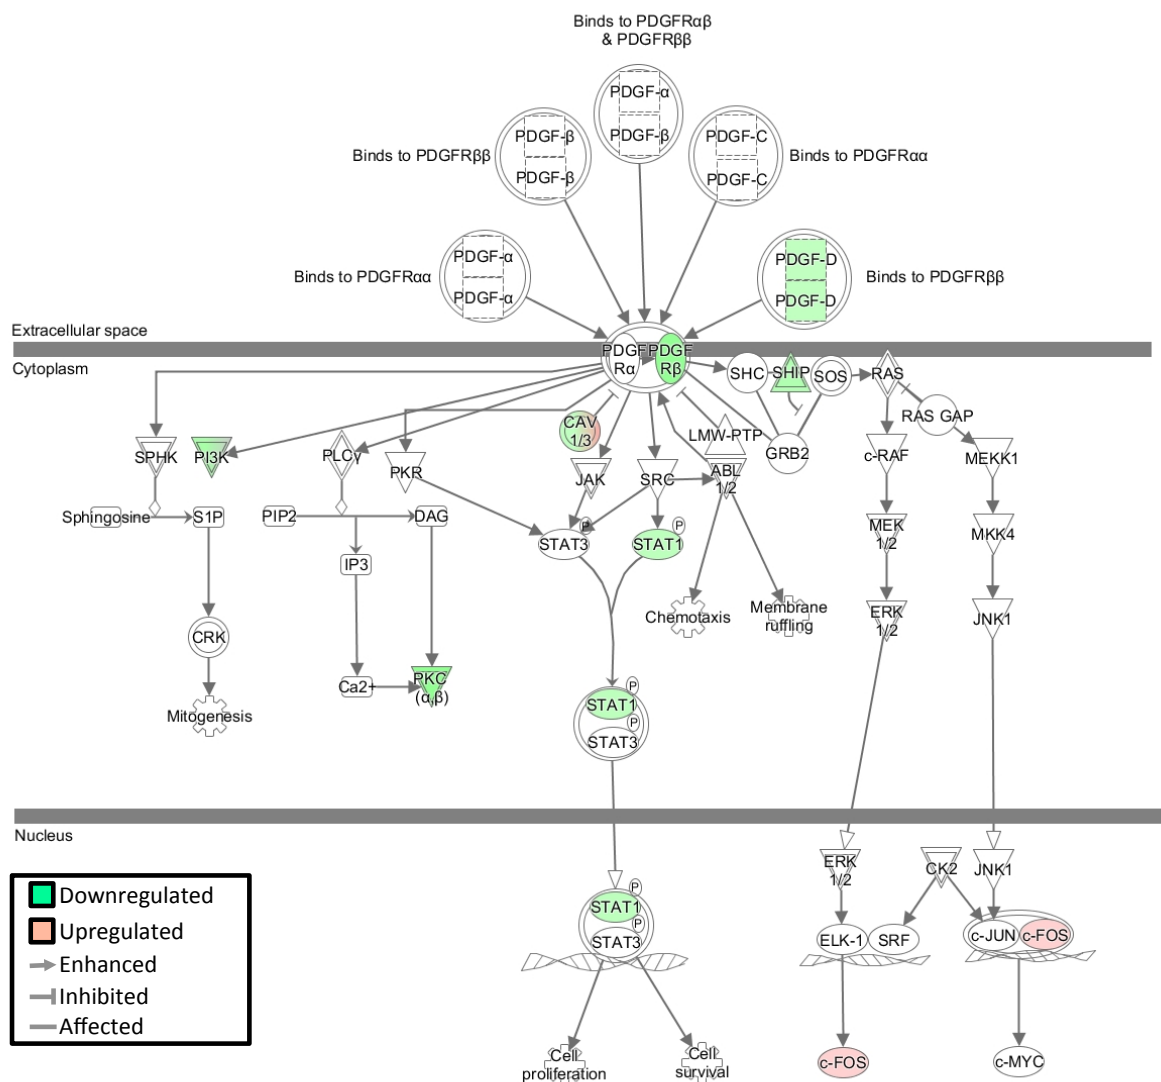 Binds to PDGFRαβ
& PDGFRββ
PDGF-α
PDGF-β
PDGF-β
PDGF-β
PDGF-C
PDGF-C
Binds to PDGFRββ
Binds to PDGFRαα
PDGF-α
PDGF-α
Binds to PDGFRαα
PDGF-D
PDGF-D
Binds to PDGFRββ
Extracellular space
Cytoplasm
PDGF
Rα
PDGF
Rβ
SHC
SHIP
SOS
RAS
RAS GAP
CAV
1/3
LMW-PTP
GRB2
SPHK
PI3K
PLCγ
PKR
JAK
SRC
ABL
1/2
c-RAF
MEKK1
Sphingosine
S1P
PIP2
DAG
STAT3
P
STAT1
P
MEK
1/2
MKK4
IP3
Chemotaxis
Membrane
ruffling
ERK
1/2
JNK1
CRK
Ca2+
PKC
(α,β)
Mitogenesis
STAT1
P
STAT3
P
Nucleus
ERK
1/2
CK2
JNK1
STAT1
P
STAT3
P
ELK-1
SRF
c-JUN
c-FOS
Cell
proliferation
Cell
survival
c-FOS
c-MYC
Downregulated
Upregulated
Enhanced
Inhibited
Affected